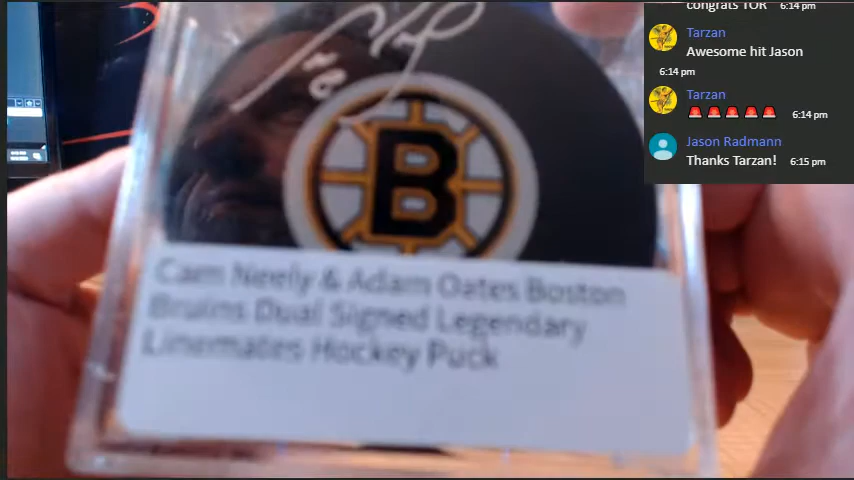 congrats TOR 6:14 pm
Tarzan
Awesome hit Jason
6:14 pm
Tarzan
🚨🚨🚨🚨🚨 6:14 pm
Jason Radmann
Thanks Tarzan! 6:15 pm
B
Cam Neely & Adam Oates Boston
Bruins Dual Signed Legendary
Linemates Hockey Puck